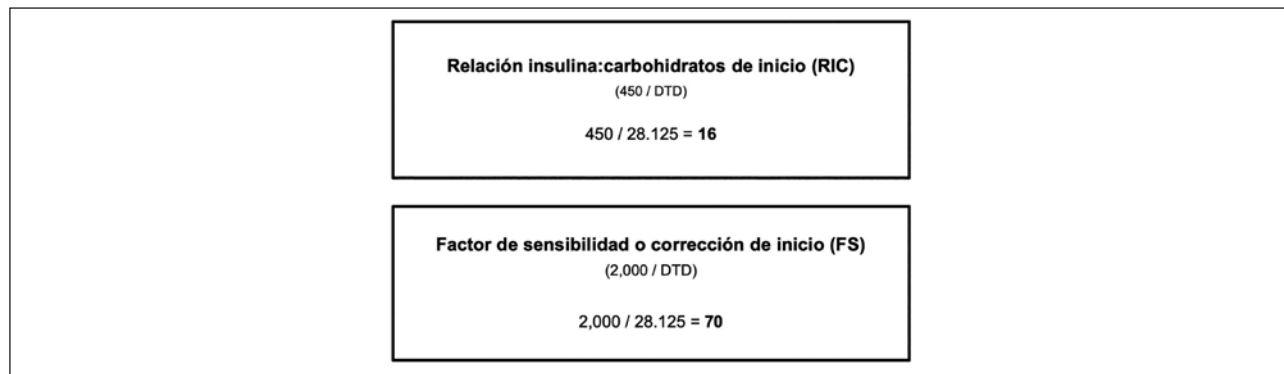 Relación insulina:carbohidratos de inicio (RIC)
(450 / DTD)
450 / 28.125 = 16
Factor de sensibilidad o corrección de inicio (FS)
(2,000 / DTD)
2,000 / 28.125 = 70